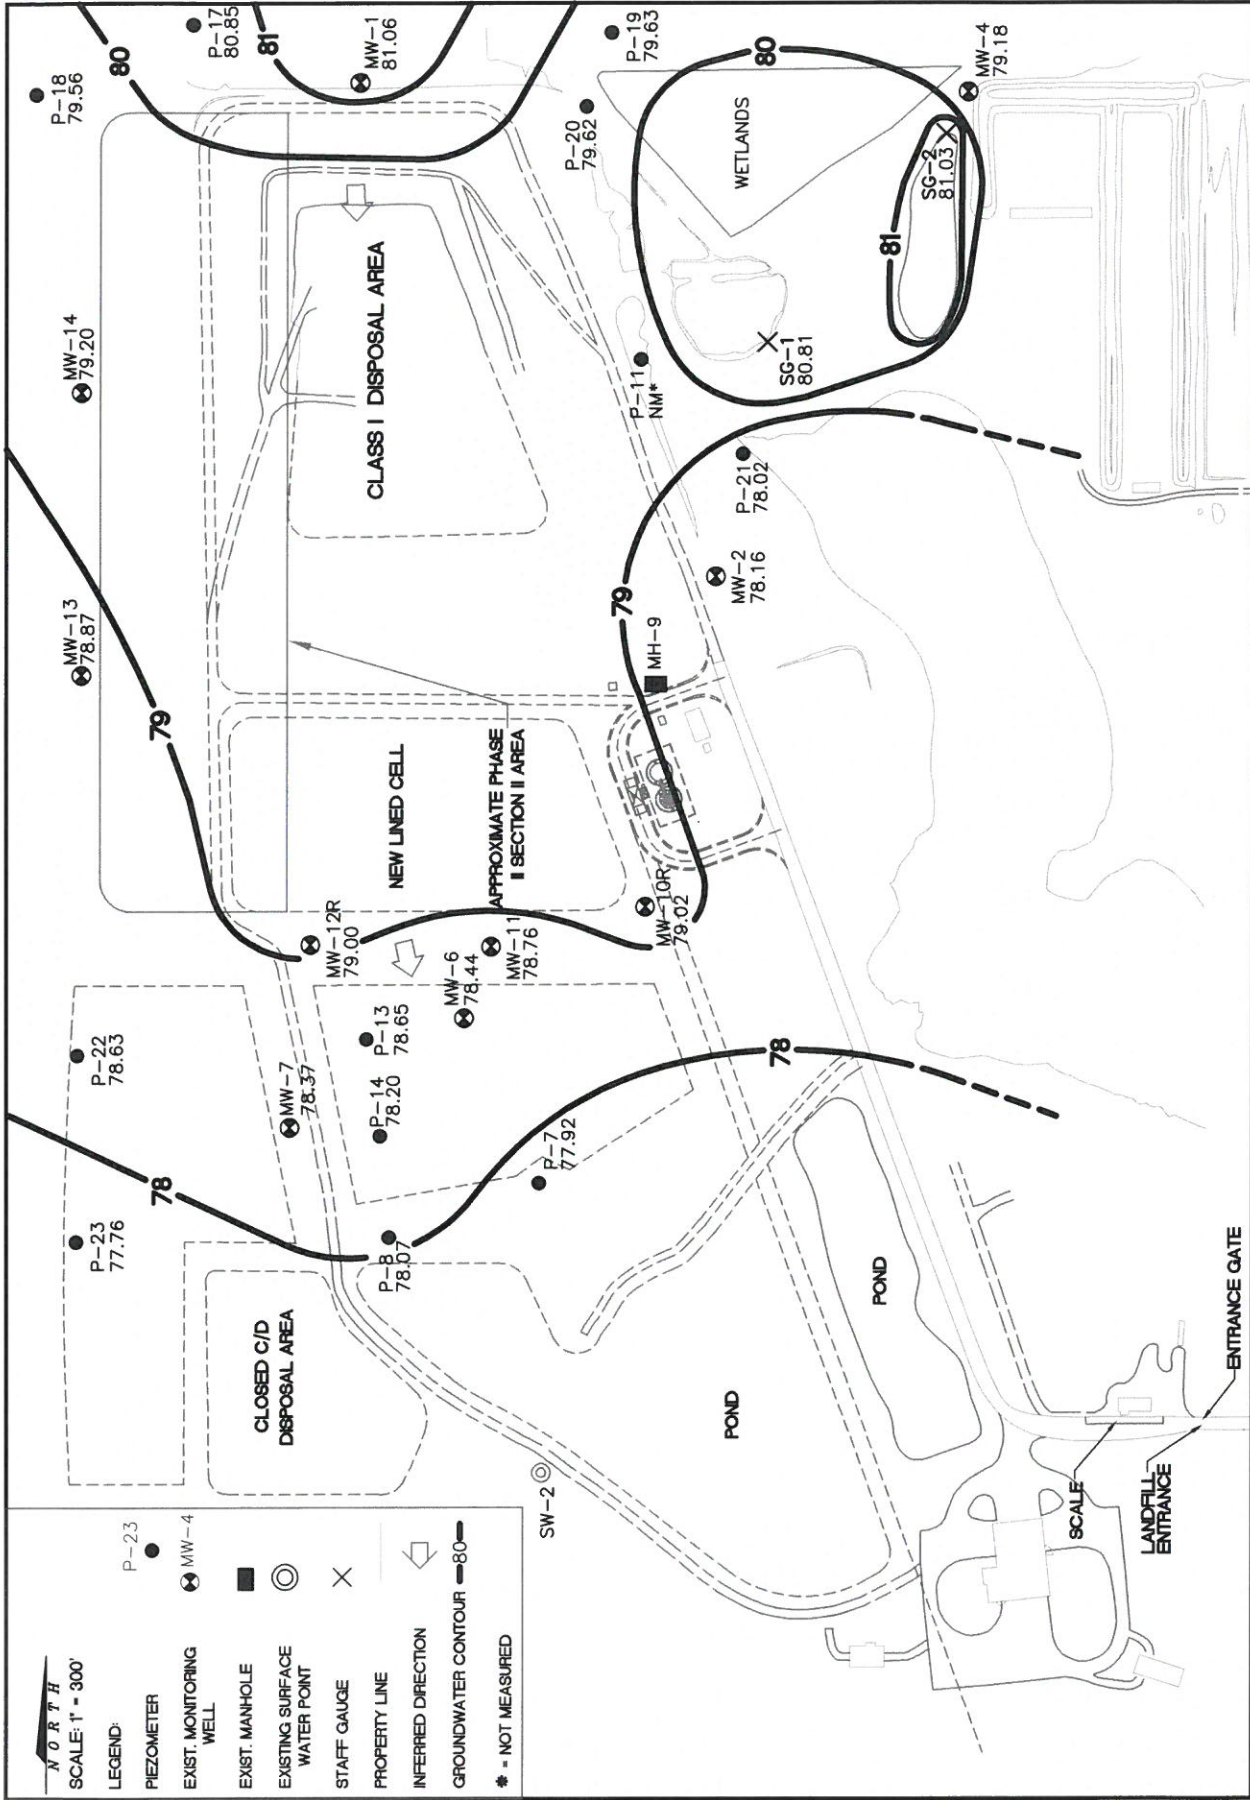 NORTH
SCALE: 1" = 300'
LEGEND:
PIEZOMETER
P-23
EXIST. MONITORING
WELL
MW-4
EXIST. MANHOLE
EXISTING SURFACE
WATER POINT
STAFF GAUGE
PROPERTY LINE
INFERRED DIRECTION
GROUNDWATER CONTOUR
80
* = NOT MEASURED
P-23
77.76
P-22
78.63
MW-13
78.87
MW-14
79.20
P-18
79.56
80
P-17
80.85
81
MW-1
81.06
78
79
MW-7
78.37
MW-12R
79.00
CLOSED C/D
DISPOSAL AREA
P-8
78.07
P-14
78.20
P-13
78.65
NEW LINED CELL
CLASS I DISPOSAL AREA
MW-6
78.44
MW-11
78.76
APPROXIMATE PHASE
II SECTION II AREA
SW-2
P-7
77.92
MW-10R
79.02
79
MH-9
P-11
NM*
P-20
79.62
P-19
79.63
MW-2
78.16
P-21
78.02
POND
78
SG-1
80.81
WETLANDS
80
POND
81
SG-2
81.03
MW-4
79.18
SCALE
LANDFILL
ENTRANCE
ENTRANCE GATE